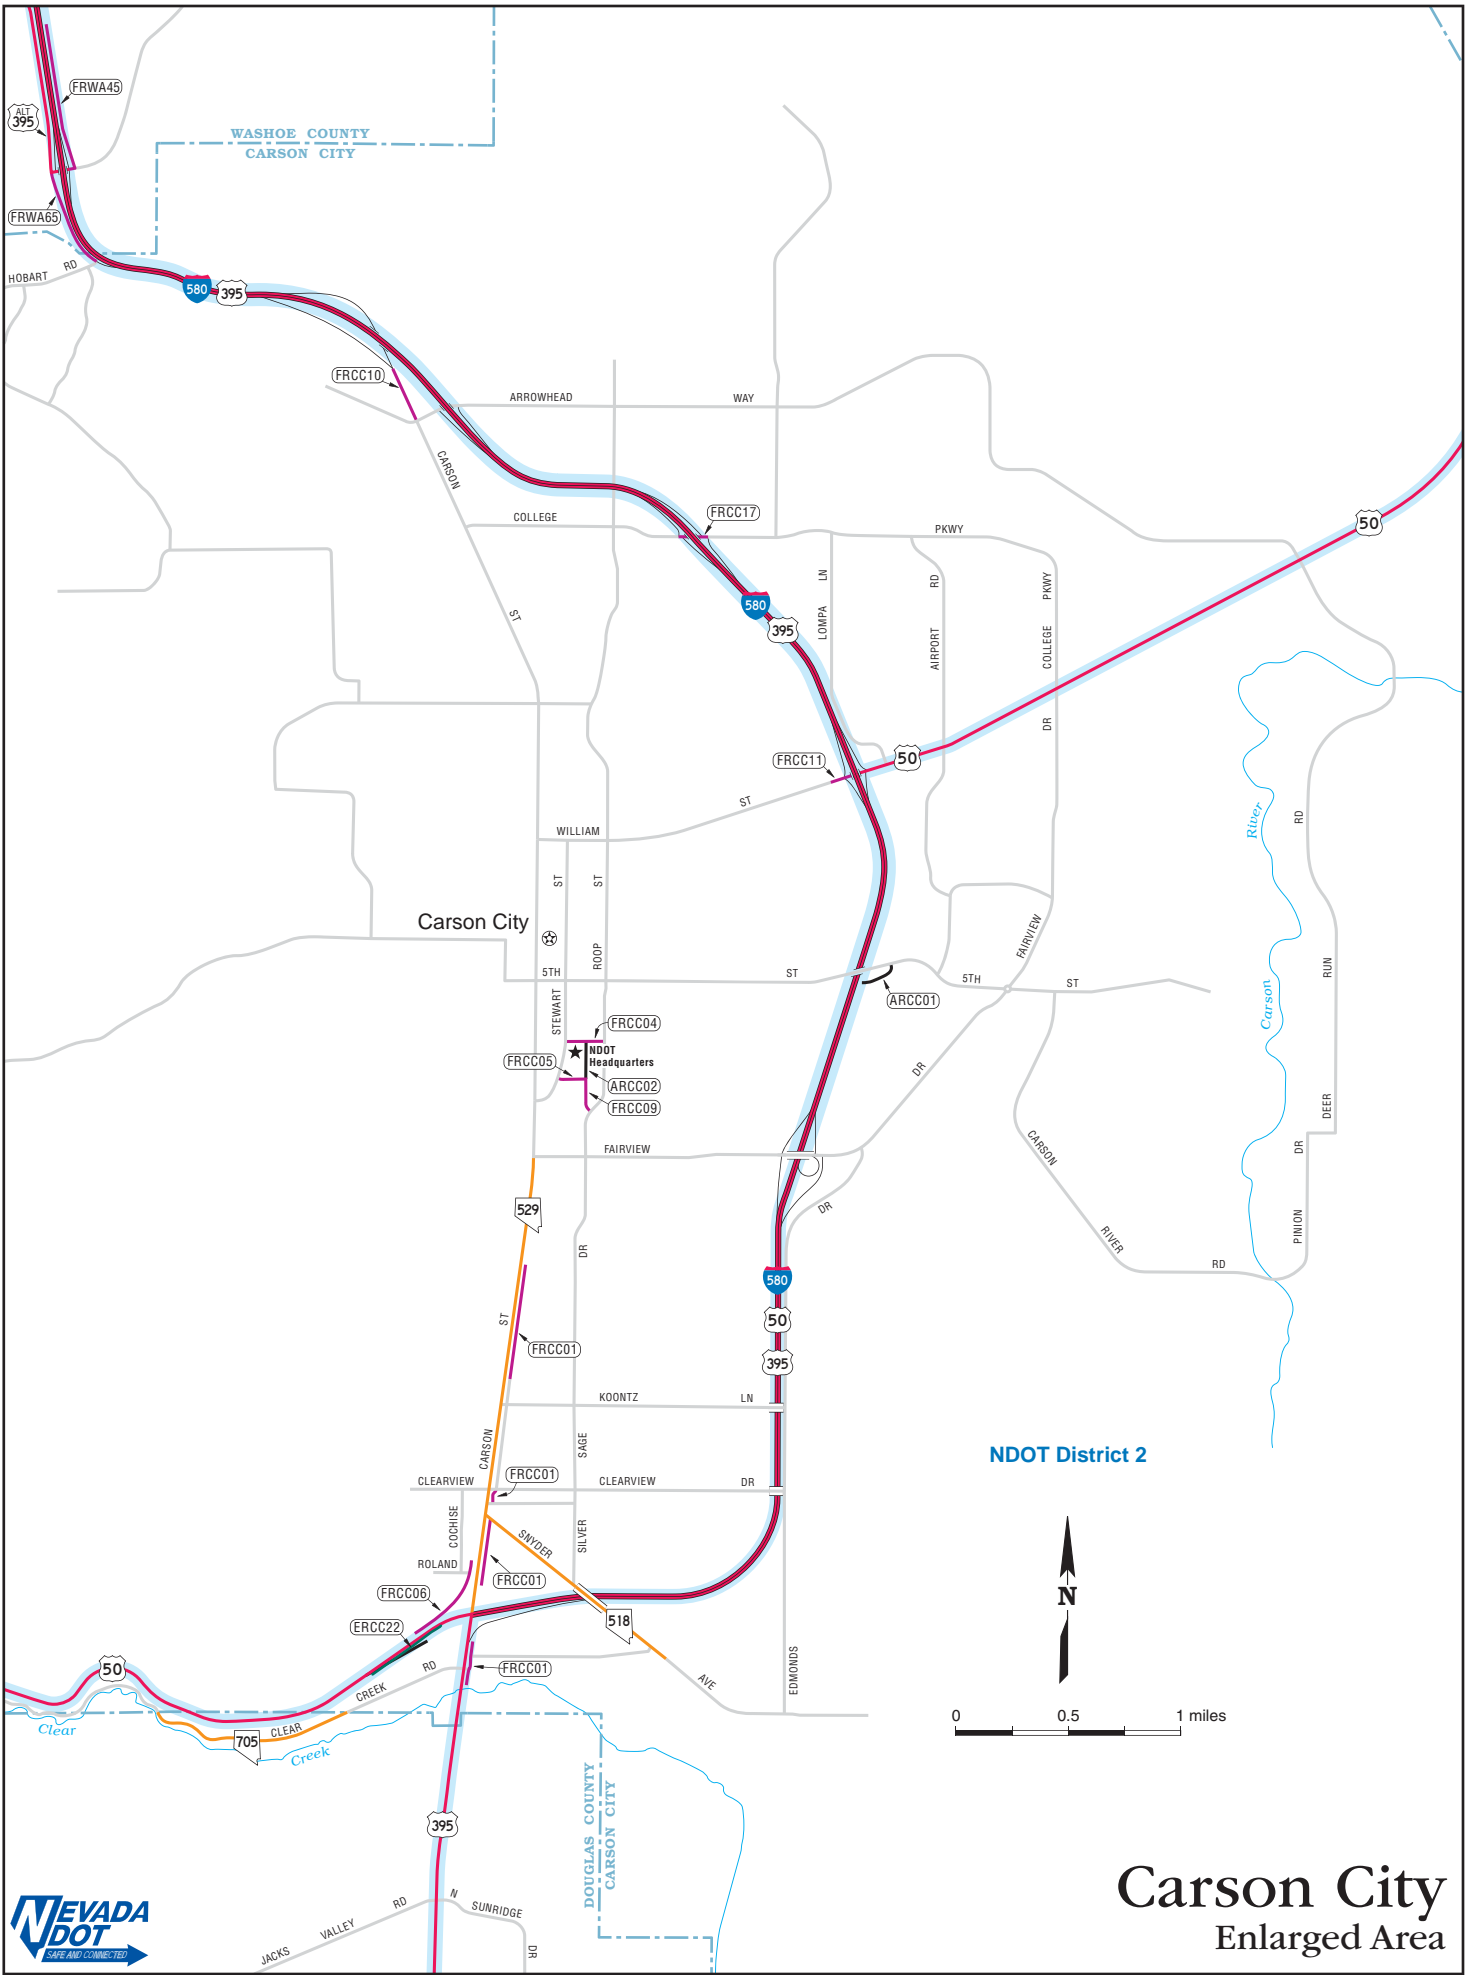 FRWA45
ALT
395
WASHOE COUNTY
CARSON CITY
FRWA65
HOBART RD
580
395
FRCC10
ARROWHEAD WAY
CARSON ST
COLLEGE PKWY
FRCC17
50
580
395
LOMPA LN
AIRPORT RD
COLLEGE PKWY
DR
FRCC11
50
River
RD
WILLIAM ST
ST
ST
Carson City
ROOP
FAIRVIEW
5TH ST
5TH ST
RUN
STEWART
ARCC01
Carson
FRCC04
NDOT
Headquarters
FRCC05
ARCC02
FRCC09
DR
DEER
FAIRVIEW
CARSON
DR
529
DR
DR
RIVER
RD
PINION
580
50
395
ST
FRCC01
KOONTZ LN
CARSON
SAGE
NDOT District 2
FRCC01
CLEARVIEW
CLEARVIEW DR
COCHISE
SNYDER
SILVER
ROLAND
FRCC01
FRCC06
N
518
ERCC22
EDMONDS
50
RD
FRCC01
AVE
CREEK
0 0.5 1 miles
CLEAR
Clear
705
Creek
DOUGLAS COUNTY
CARSON CITY
395
Carson City
Enlarged Area
NEVADA
DOT
SAFE AND CONNECTED
JACKS VALLEY RD
N SUNRIDGE
DR